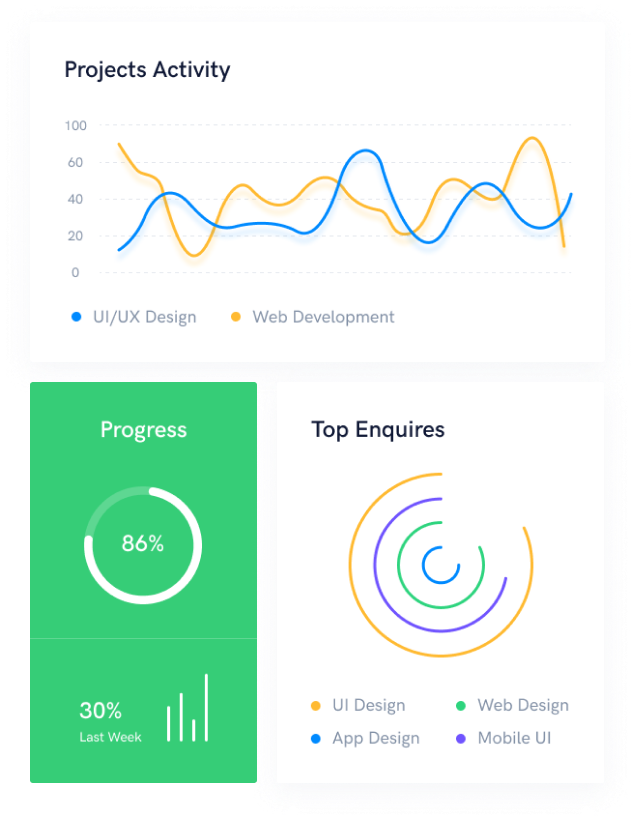 Projects Activity
100
60
40
20
0
UI/UX Design
Web Development
Progress
86%
30%
Last Week
Top Enquires
UI Design
Web Design
App Design
Mobile UI